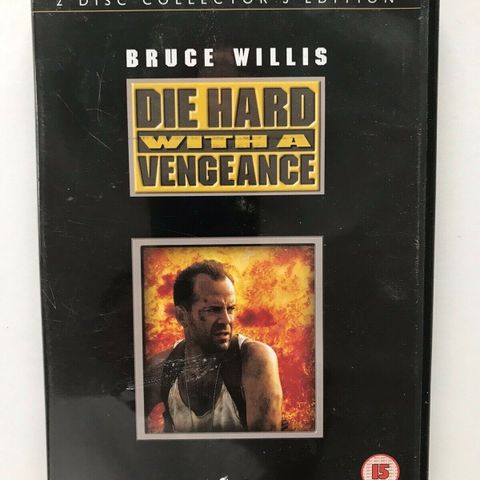 2 DISC COLLECTOR'S EDITION
BRUCE WILLIS
DIE HARD
WITH A
VENGEANCE
15